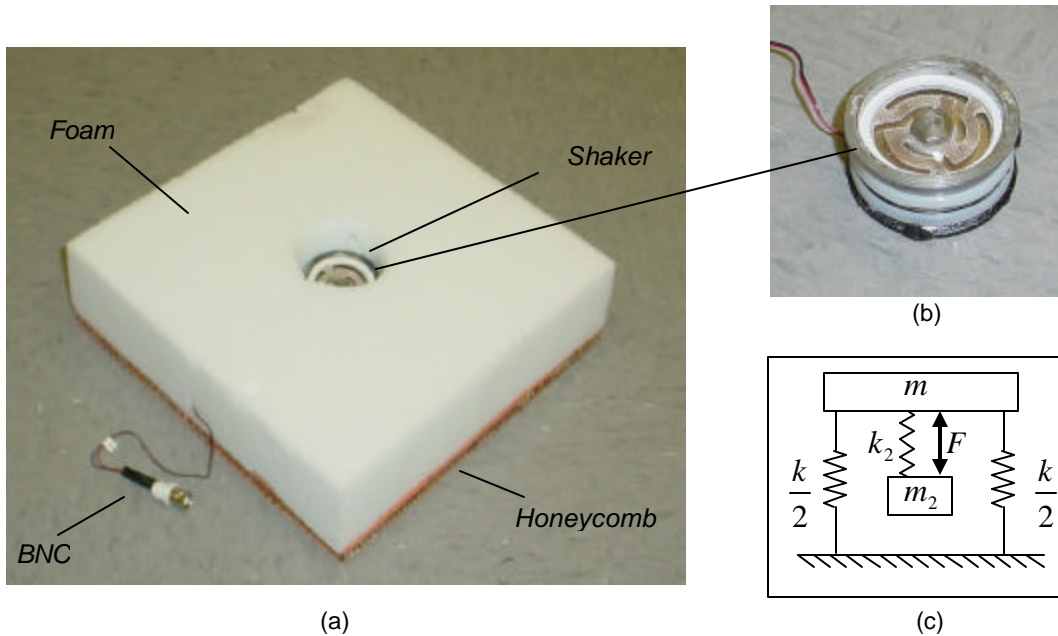 Foam
Shaker
Honeycomb
BNC
(a)
(b)
m
k₂
F
m₂
k/2
k/2
(c)